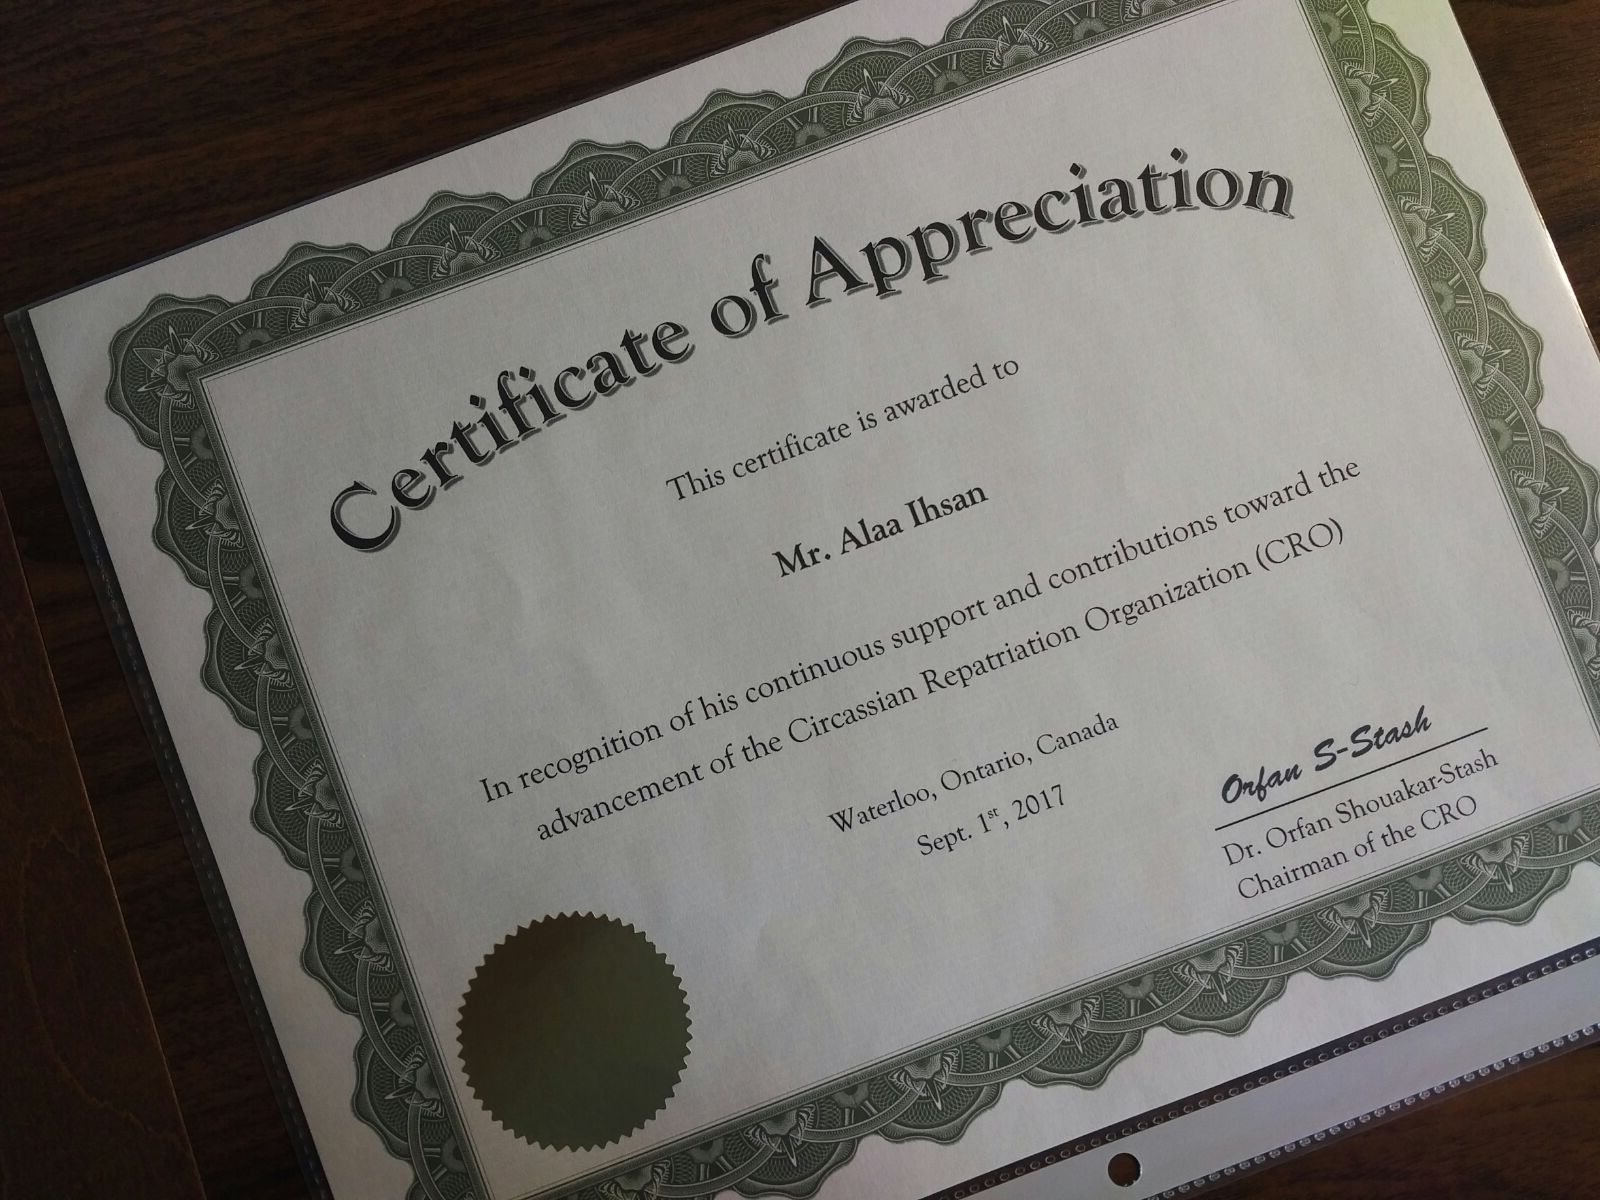 Certificate of Appreciation
This certificate is awarded to
Mr. Alaa Ihsan
In recognition of his continuous support and contributions toward the
advancement of the Circassian Repatriation Organization (CRO)
Waterloo, Ontario, Canada
Sept. 1st, 2017
Orfan S-Stash
Dr. Orfan Shouakar-Stash
Chairman of the CRO